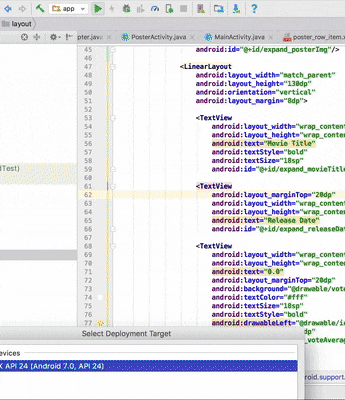 app
layout
pter.java
PosterActivity.java
MainActivity.java
poster_row_item.x
45 android:id="@+id/expand_posterImg"/>
46
47 <LinearLayout
48 android:layout_width="match_parent"
49 android:layout_height="130dp"
50 android:orientation="vertical"
51 android:layout_margin="8dp">
52
53 <TextView
54 android:layout_width="wrap_conten
55 android:layout_height="wrap_conte
56 android:text="Movie Title"
57 android:textStyle="bold"
58 android:textSize="18sp"
59 android:id="@+id/expand_movieTitl
60
61 <TextView
62 android:layout_marginTop="20dp"
63 android:layout_width="wrap_conten
64 android:layout_height="wrap_conte
65 android:text="Release Date"
66 android:id="@+id/expand_releaseDat
67
68 <TextView
69 android:layout_width="wrap_conten
70 android:layout_height="wrap_conte
71 android:text="0.0"
72 android:layout_marginTop="20dp"
73 android:background="@drawable/vote
74 android:textColor="#fff"
75 android:textSize="18sp"
76 android:textStyle="bold"
77 android:drawableLeft="@drawable/ic
dTest)
Select Deployment Target
_voteAverag
evices
X API 24 (Android 7.0, API 24)
droid.support.